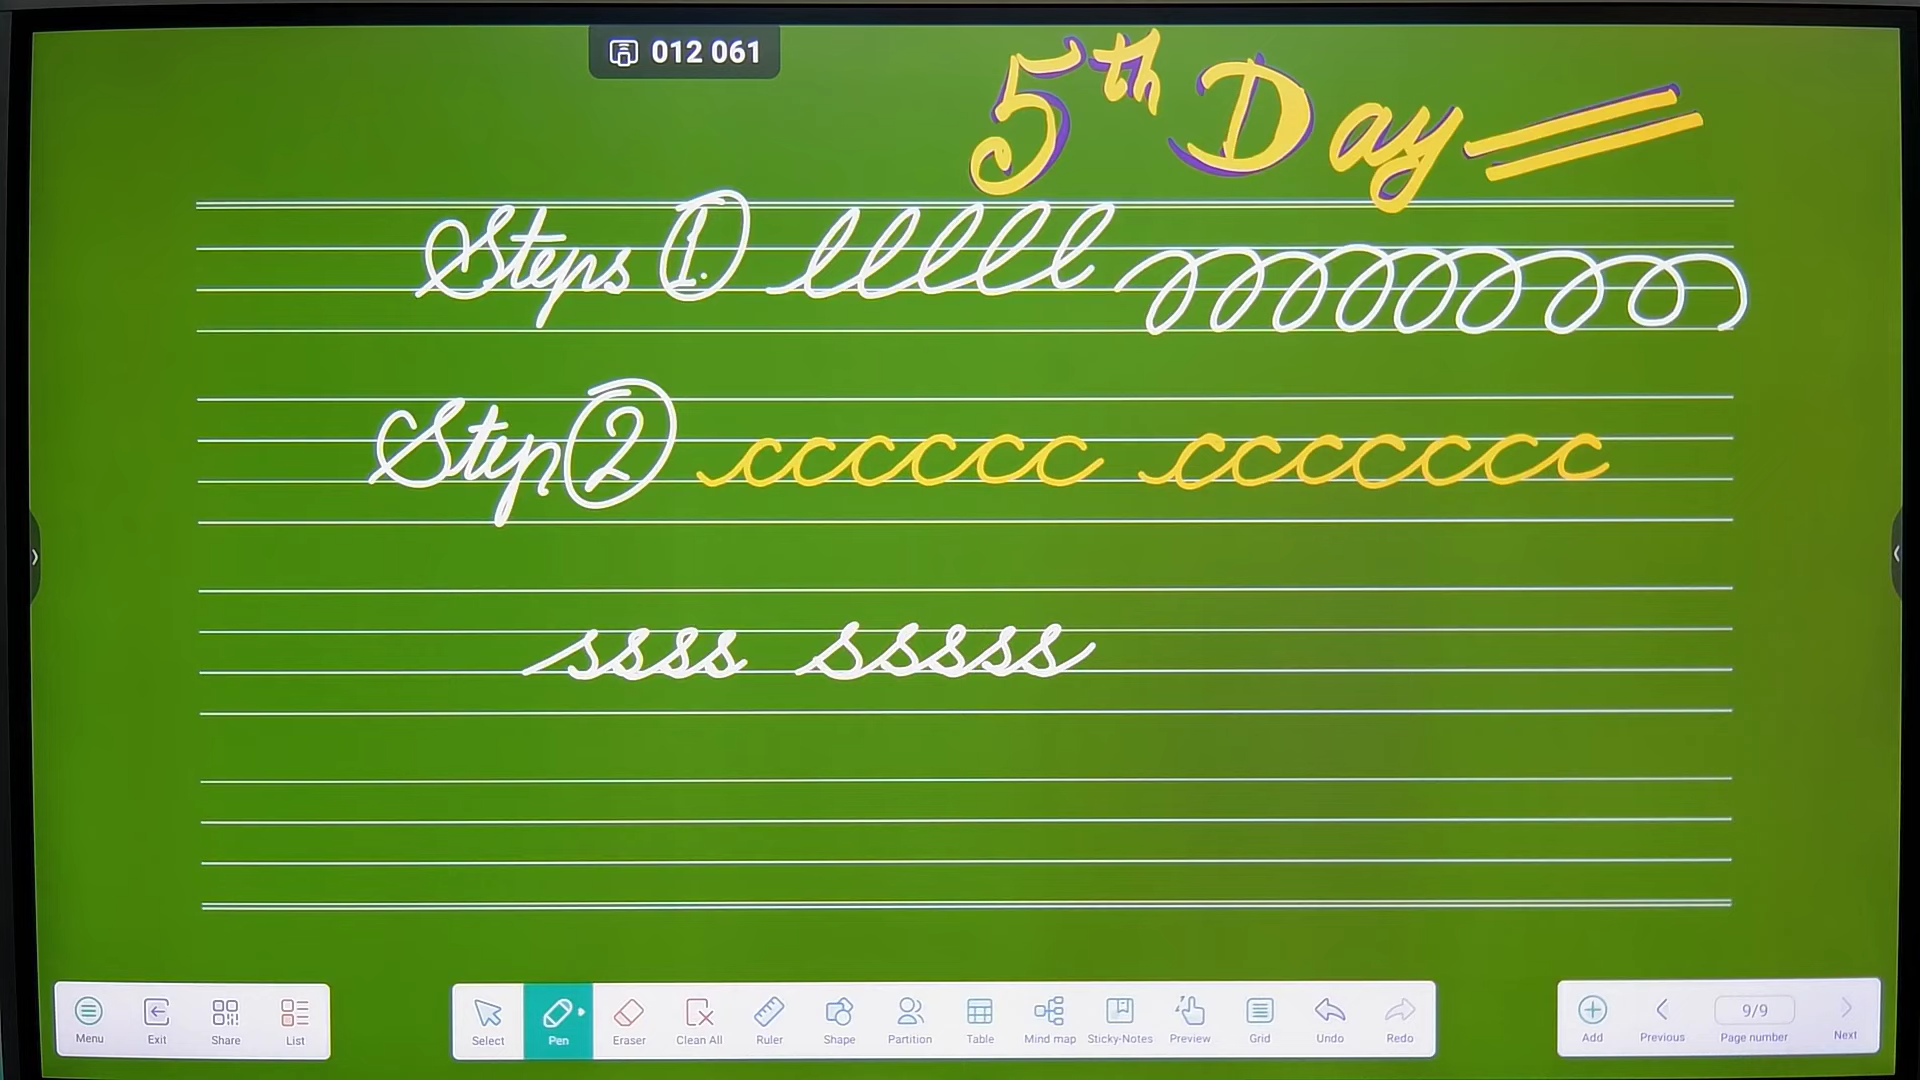 012 061
5th Day
Steps 1. lllll
Step 2 cccccc ccccccc
ssss sssss
Menu Exit Share List Select Pen Eraser Clean All Ruler Shape Partition Table Mind map Sticky-Notes Preview Grid Undo Redo Add Previous 9/9 Page number Next